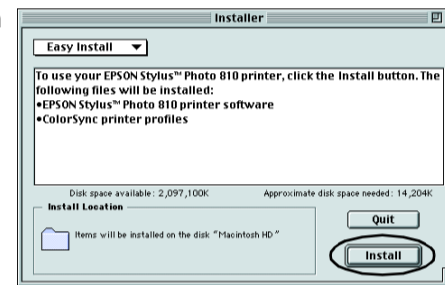 Installer
Easy Install
To use your EPSON Stylus™ Photo 810 printer, click the Install button. The
following files will be installed:
•EPSON Stylus™ Photo 810 printer software
•ColorSync printer profiles
Disk space available: 2,097,100K Approximate disk space needed: 14,204K
Install Location
Items will be installed on the disk "Macintosh HD"
Quit
Install